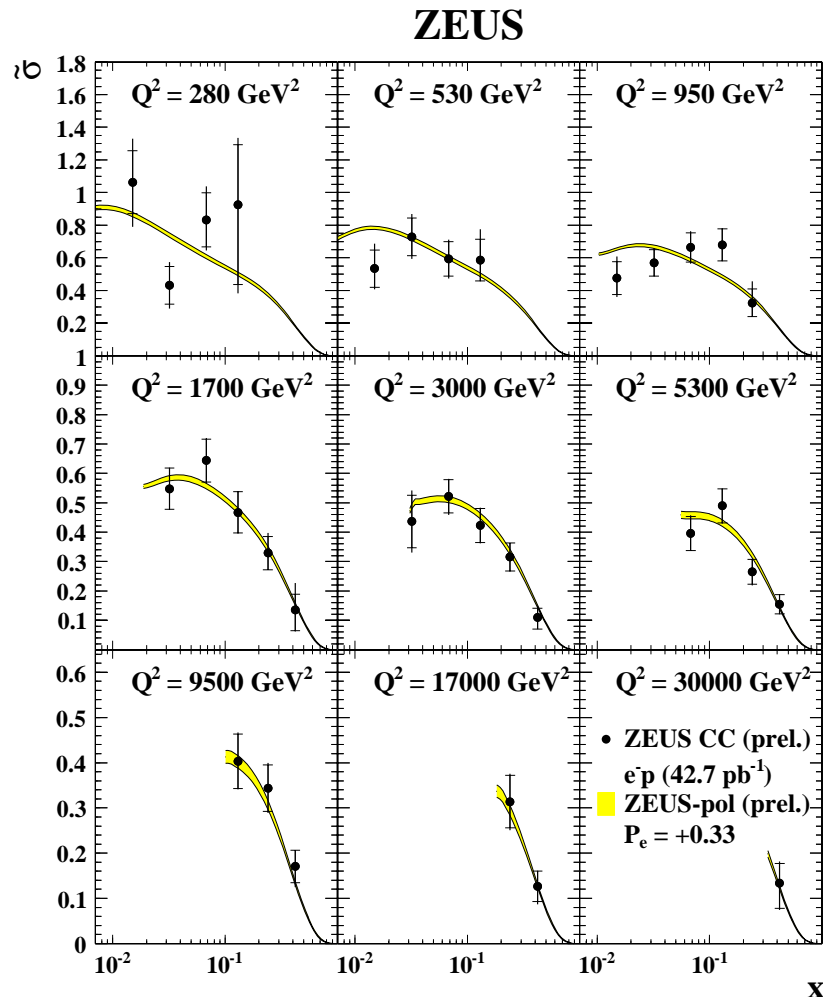 ZEUS
σ̃
1.8
1.6
1.4
1.2
1
0.8
0.6
0.4
0.2
Q² = 280 GeV²
Q² = 530 GeV²
Q² = 950 GeV²
1
0.9
0.8
0.7
0.6
0.5
0.4
0.3
0.2
0.1
Q² = 1700 GeV²
Q² = 3000 GeV²
Q² = 5300 GeV²
0.6
0.5
0.4
0.3
0.2
0.1
0
Q² = 9500 GeV²
Q² = 17000 GeV²
Q² = 30000 GeV²
ZEUS CC (prel.)
e⁻p (42.7 pb⁻¹)
ZEUS-pol (prel.)
Pₑ = +0.33
10⁻² 10⁻¹ 10⁻² 10⁻¹ 10⁻² 10⁻¹
x